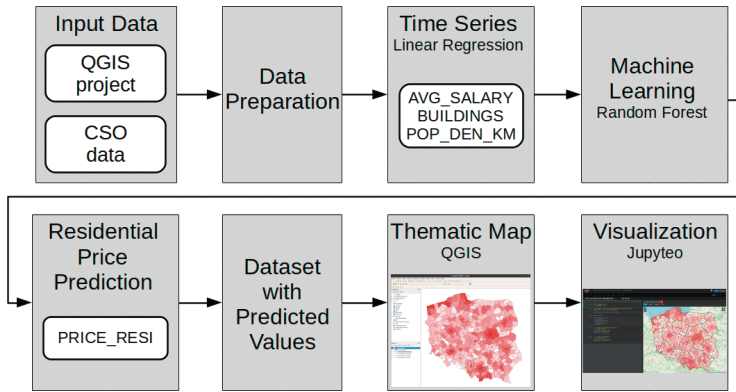 Input Data
QGIS
project
CSO
data
Data
Preparation
Time Series
Linear Regression
AVG_SALARY
BUILDINGS
POP_DEN_KM
Machine
Learning
Random Forest
Residential
Price
Prediction
PRICE_RESI
Dataset
with
Predicted
Values
Thematic Map
QGIS
Visualization
Jupyteo